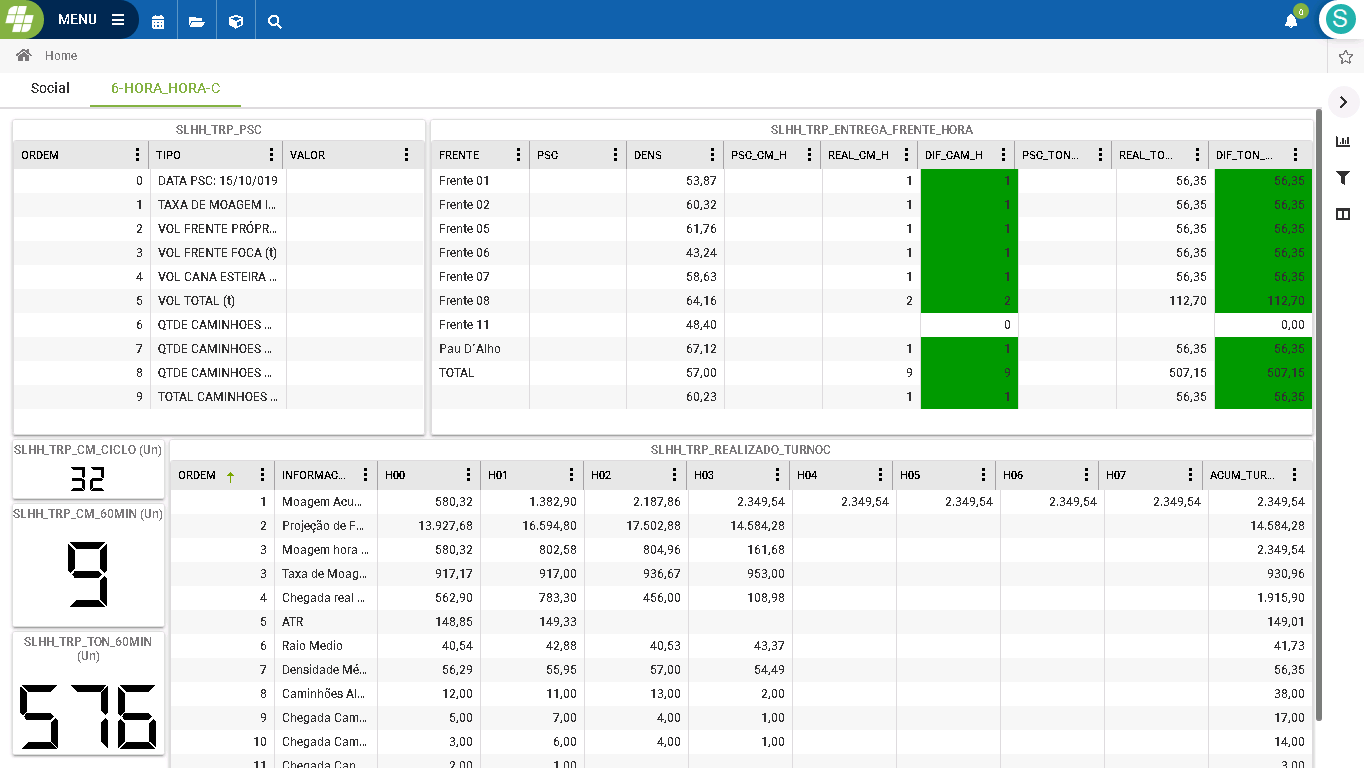 MENU
0
S
Home
Social 6-HORA_HORA-C
SLHH_TRP_PSC
ORDEM TIPO VALOR
0 DATA PSC: 15/10/019
1 TAXA DE MOAGEM I...
2 VOL FRENTE PRÓPR...
3 VOL FRENTE FOCA (t)
4 VOL CANA ESTEIRA ...
5 VOL TOTAL (t)
6 QTDE CAMINHOES ...
7 QTDE CAMINHOES ...
8 QTDE CAMINHOES ...
9 TOTAL CAMINHOES ...
SLHH_TRP_ENTREGA_FRENTE_HORA
FRENTE PSC DENS PSC_CM_H REAL_CM_H DIF_CAM_H PSC_TON... REAL_TO... DIF_TON_...
Frente 01 53,87 1 1 56,35 56,35
Frente 02 60,32 1 1 56,35 56,35
Frente 05 61,76 1 1 56,35 56,35
Frente 06 43,24 1 1 56,35 56,35
Frente 07 58,63 1 1 56,35 56,35
Frente 08 64,16 2 2 112,70 112,70
Frente 11 48,40 0 0,00
Pau D´Alho 67,12 1 1 56,35 56,35
TOTAL 57,00 9 9 507,15 507,15
60,23 1 1 56,35 56,35
SLHH_TRP_CM_CICLO (Un)
32
SLHH_TRP_CM_60MIN (Un)
9
SLHH_TRP_TON_60MIN
(Un)
576
SLHH_TRP_REALIZADO_TURNOC
ORDEM INFORMAC... H00 H01 H02 H03 H04 H05 H06 H07 ACUM_TUR...
1 Moagem Acu... 580,32 1.382,90 2.187,86 2.349,54 2.349,54 2.349,54 2.349,54 2.349,54 2.349,54
2 Projeção de F... 13.927,68 16.594,80 17.502,88 14.584,28 14.584,28
3 Moagem hora ... 580,32 802,58 804,96 161,68 2.349,54
3 Taxa de Moag... 917,17 917,00 936,67 953,00 930,96
4 Chegada real ... 562,90 783,30 456,00 108,98 1.915,90
5 ATR 148,85 149,33 149,01
6 Raio Medio 40,54 42,88 40,53 43,37 41,73
7 Densidade Mé... 56,29 55,95 57,00 54,49 56,35
8 Caminhões Al... 12,00 11,00 13,00 2,00 38,00
9 Chegada Cam... 5,00 7,00 4,00 1,00 17,00
10 Chegada Cam... 3,00 6,00 4,00 1,00 14,00
11 Chegada Can... 2,00 1,00 3,00